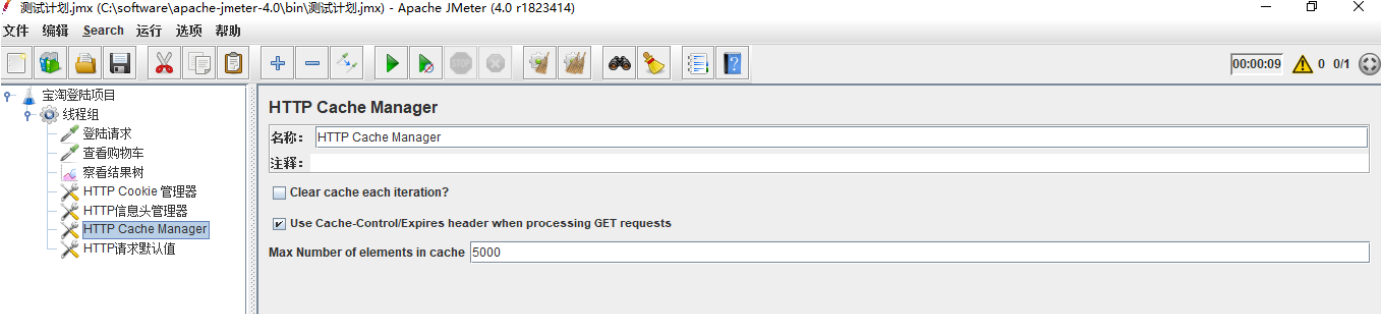 测试计划.jmx (C:\software\apache-jmeter-4.0\bin\测试计划.jmx) - Apache JMeter (4.0 r1823414)
文件 编辑 Search 运行 选项 帮助
00:00:09 0 0/1
宝淘登陆项目
线程组
登陆请求
查看购物车
察看结果树
HTTP Cookie 管理器
HTTP信息头管理器
HTTP Cache Manager
HTTP请求默认值
HTTP Cache Manager
名称: HTTP Cache Manager
注释:
Clear cache each iteration?
Use Cache-Control/Expires header when processing GET requests
Max Number of elements in cache 5000